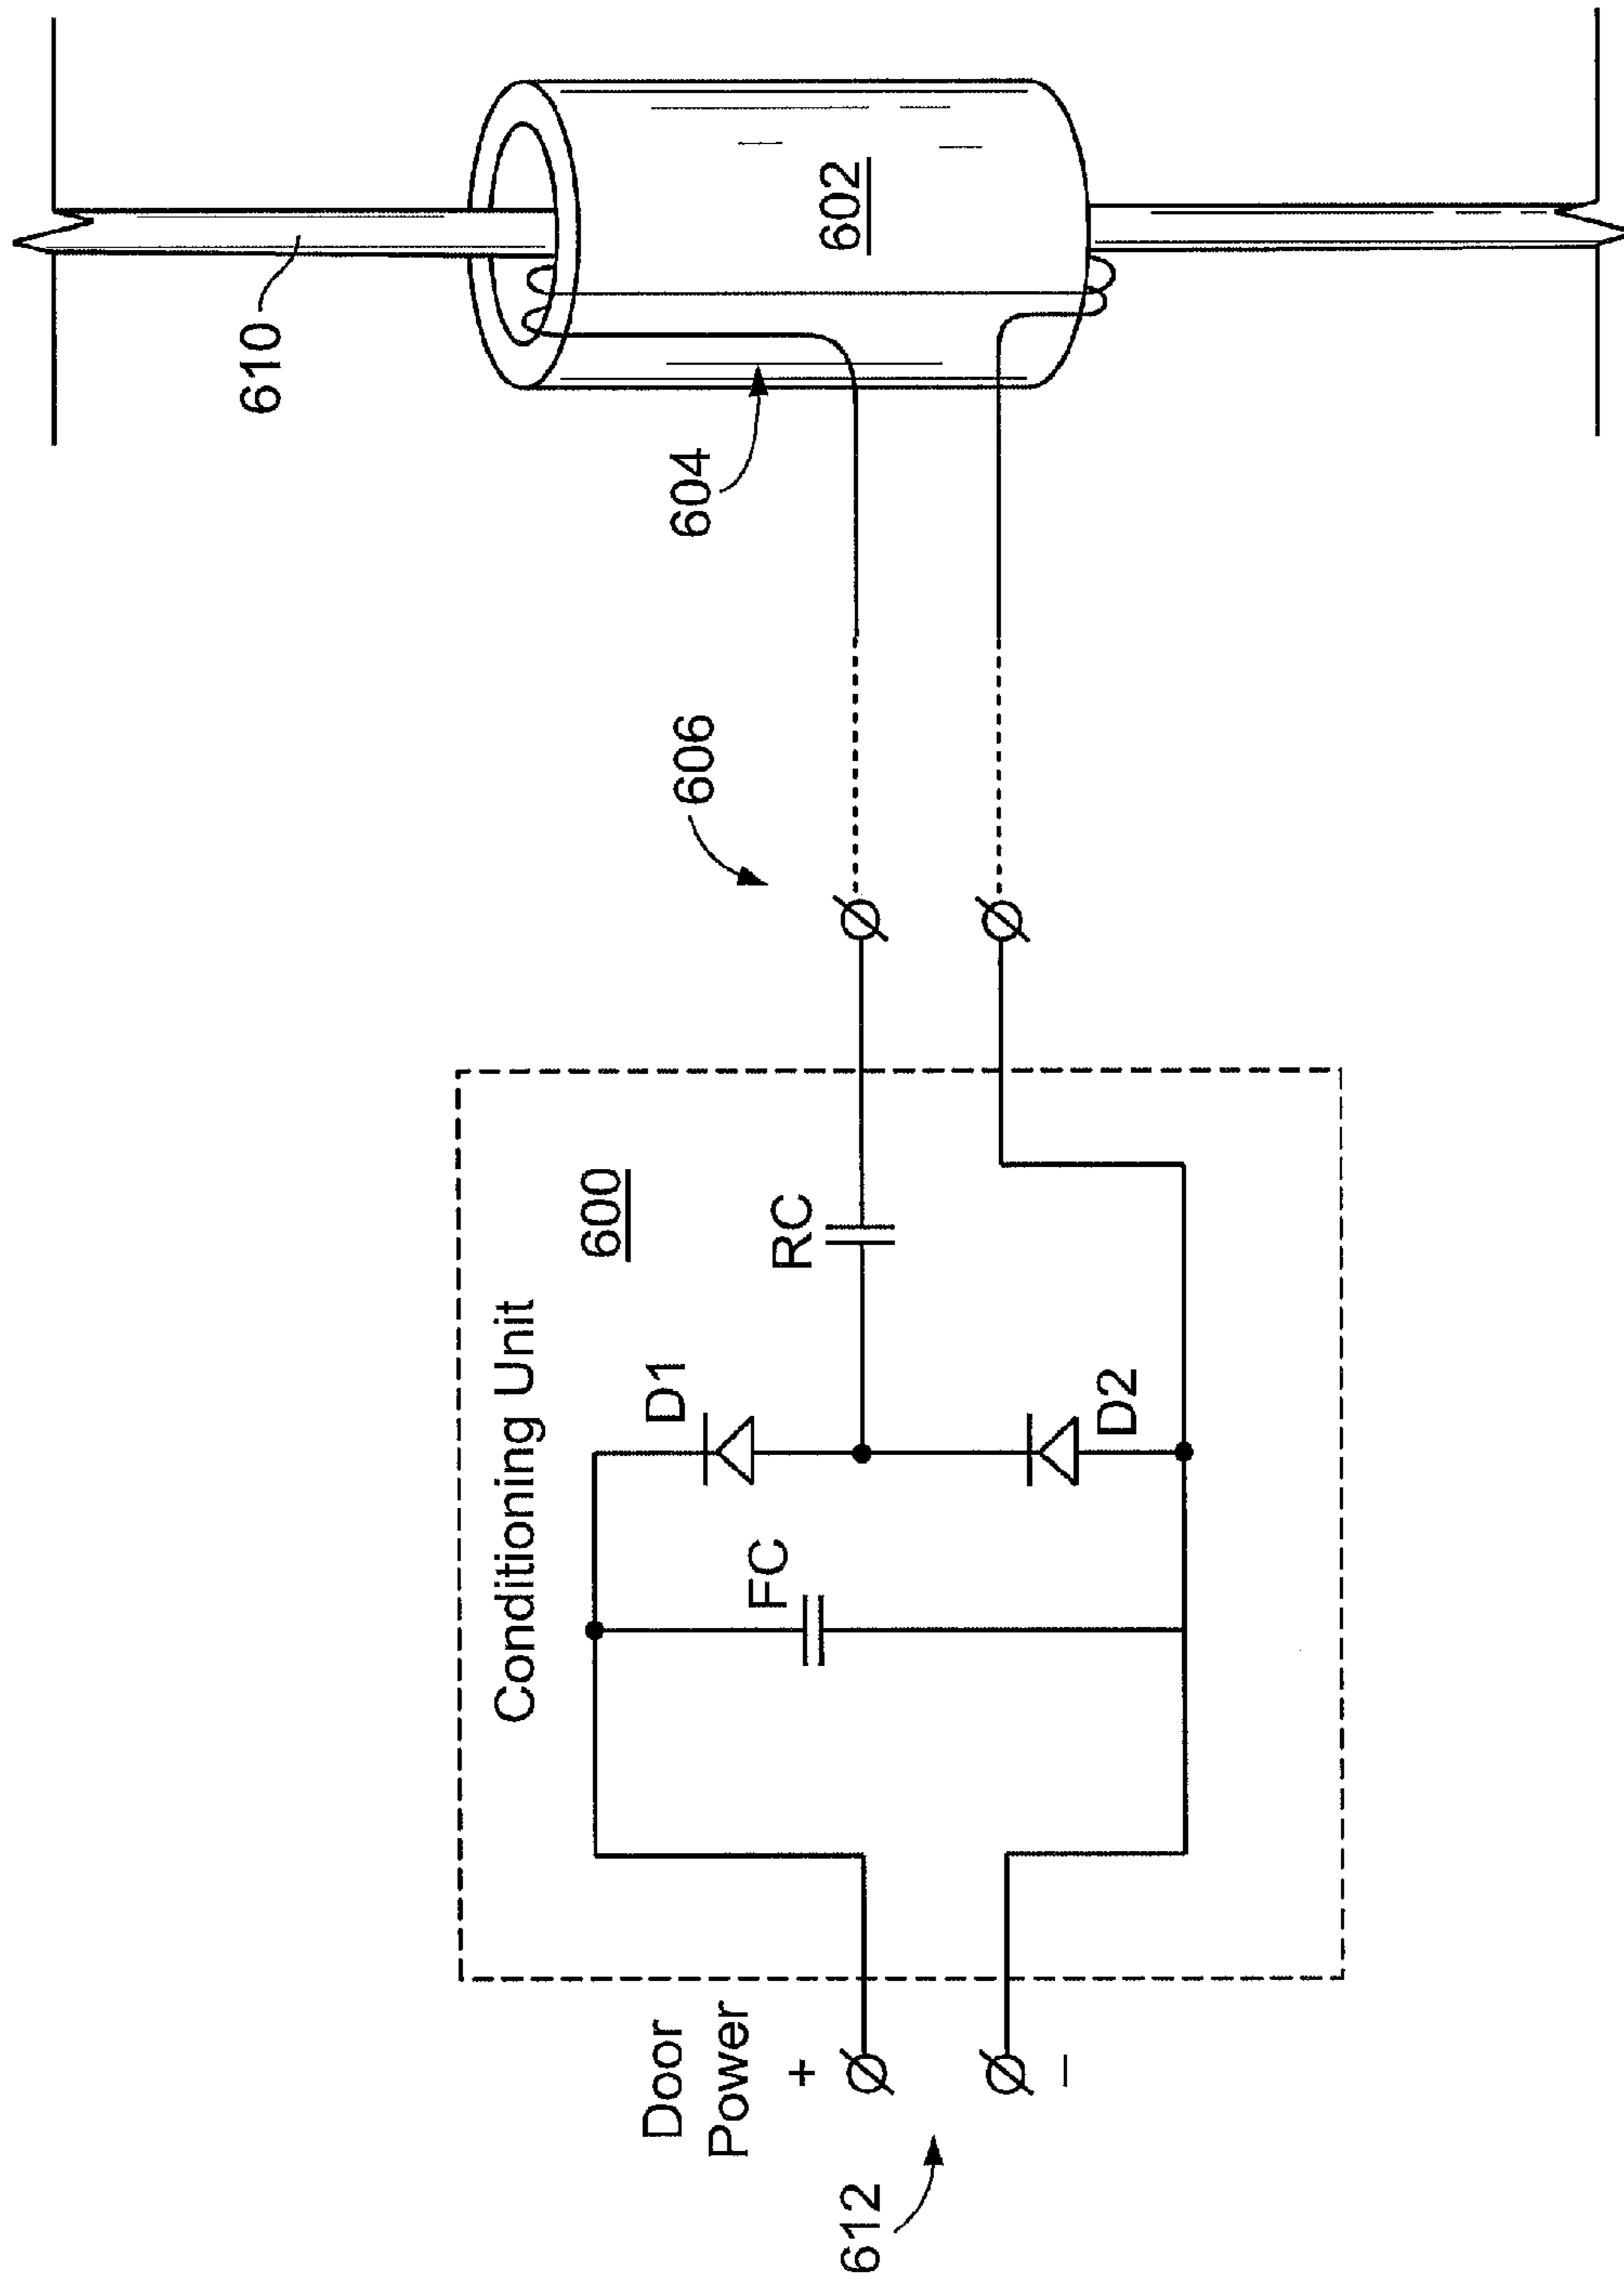 610
602
604
606
Conditioning Unit
600
D1
RC
FC
D2
Door
Power
+
−
612